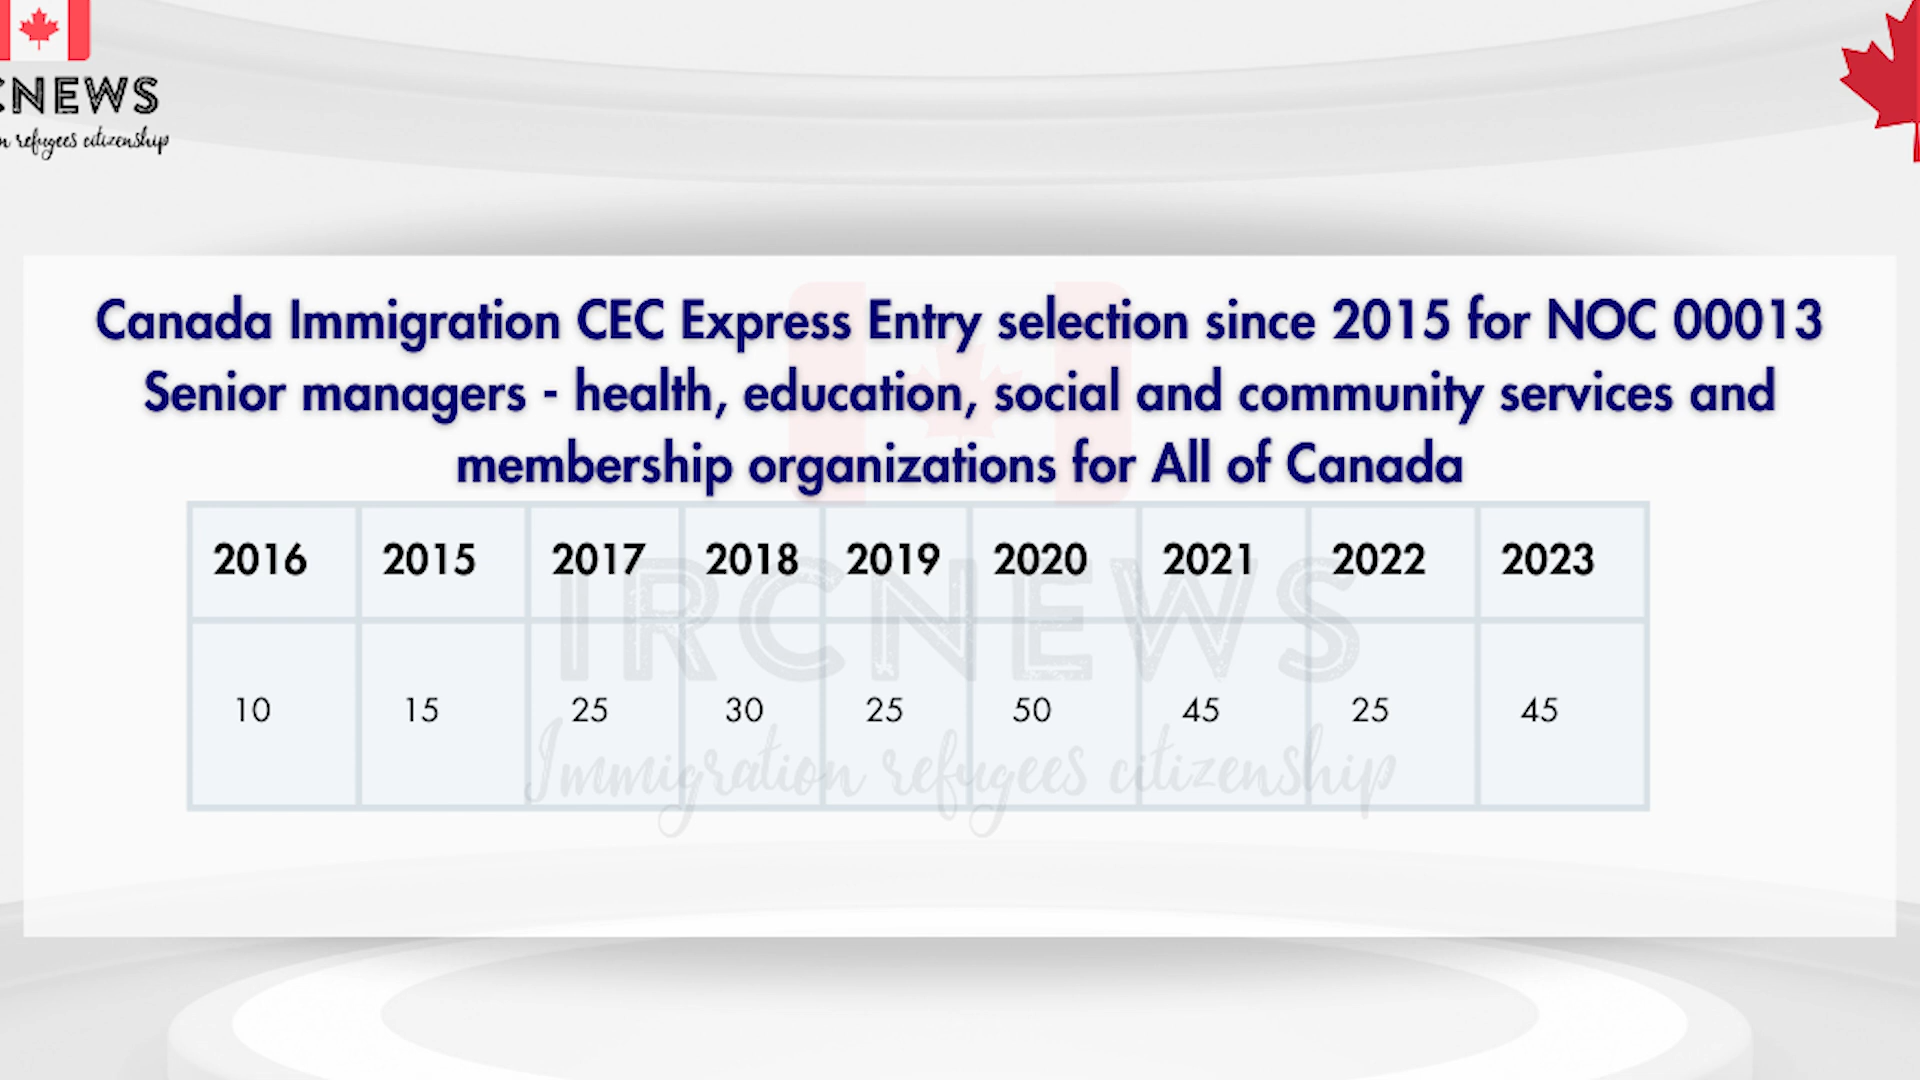 CNEWS
n refugees citizenship
Canada Immigration CEC Express Entry selection since 2015 for NOC 00013
Senior managers - health, education, social and community services and
membership organizations for All of Canada
2016 2015 2017 2018 2019 2020 2021 2022 2023
10 15 25 30 25 50 45 25 45
IRCNEWS
Immigration refugees citizenship